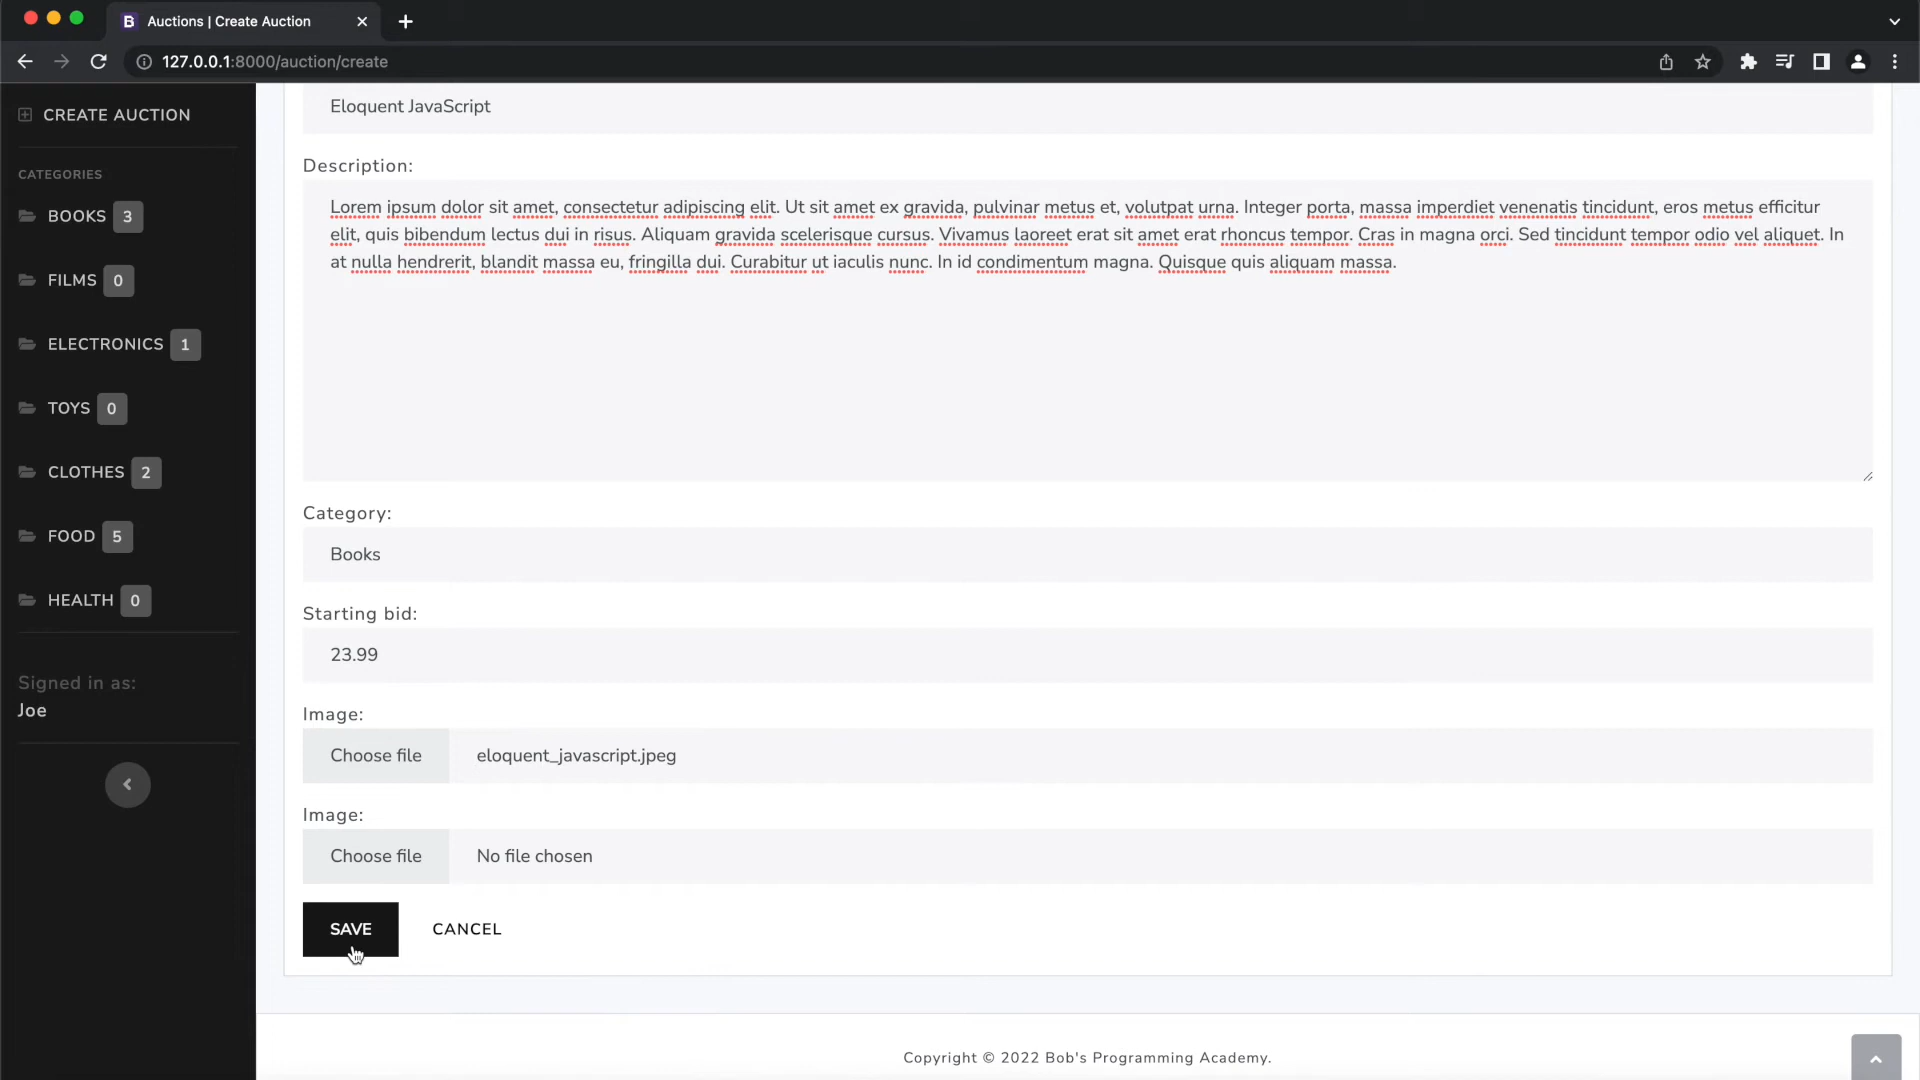 Auctions | Create Auction
127.0.0.1:8000/auction/create
CREATE AUCTION
CATEGORIES
BOOKS 3
FILMS 0
ELECTRONICS 1
TOYS 0
CLOTHES 2
FOOD 5
HEALTH 0
Signed in as:
Joe
Eloquent JavaScript
Description:
Lorem ipsum dolor sit amet, consectetur adipiscing elit. Ut sit amet ex gravida, pulvinar metus et, volutpat urna. Integer porta, massa imperdiet venenatis tincidunt, eros metus efficitur
elit, quis bibendum lectus dui in risus. Aliquam gravida scelerisque cursus. Vivamus laoreet erat sit amet erat rhoncus tempor. Cras in magna orci. Sed tincidunt tempor odio vel aliquet. In
at nulla hendrerit, blandit massa eu, fringilla dui. Curabitur ut iaculis nunc. In id condimentum magna. Quisque quis aliquam massa.
Category:
Books
Starting bid:
23.99
Image:
Choose file eloquent_javascript.jpeg
Image:
Choose file No file chosen
SAVE CANCEL
Copyright © 2022 Bob's Programming Academy.